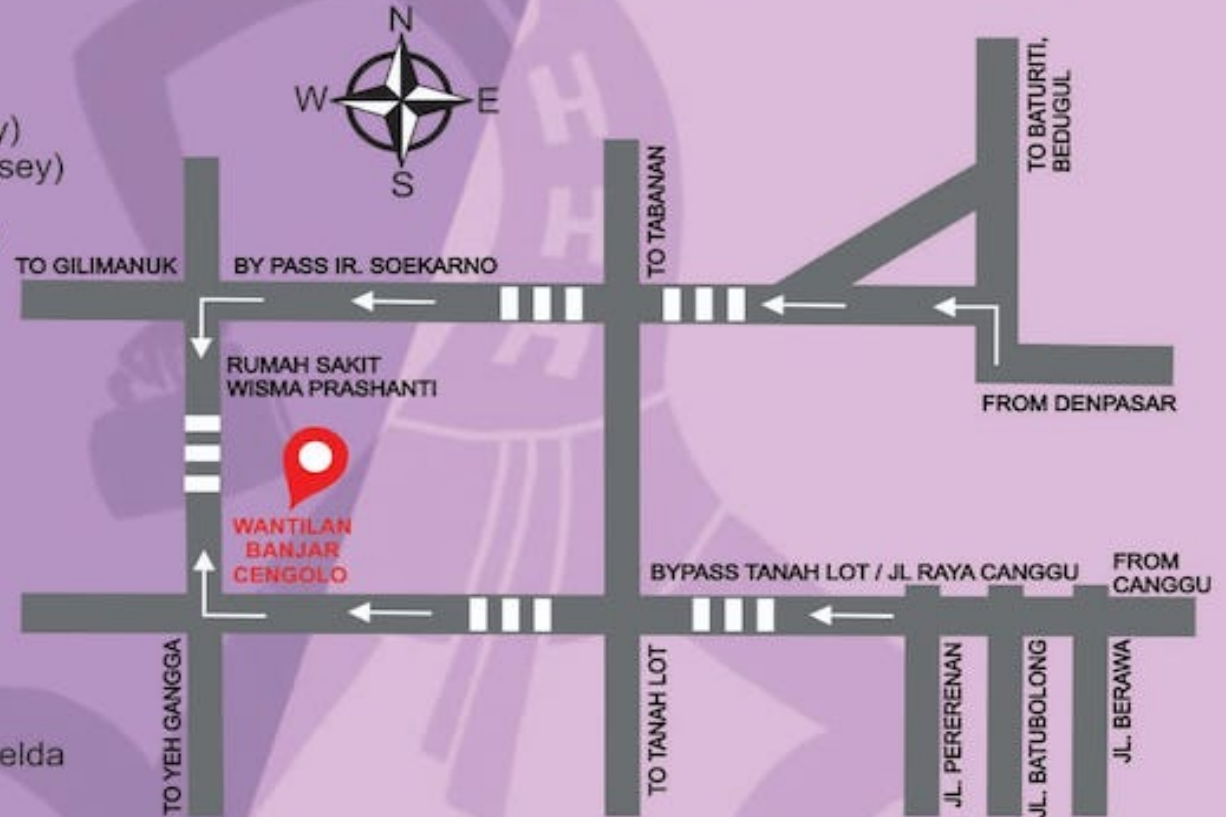 N
W
E
S
y)
sey)
TO BATURITI,
BEDUGUL
TO TABANAN
TO GILIMANUK
BY PASS IR. SOEKARNO
RUMAH SAKIT
WISMA PRASHANTI
FROM DENPASAR
WANTILAN
BANJAR
CENGOLO
BYPASS TANAH LOT / JL RAYA CANGGU
FROM
CANGGU
TO YEH GANGGA
TO TANAH LOT
JL. PERERENAN
JL. BATUBOLONG
JL. BERAWA
elda